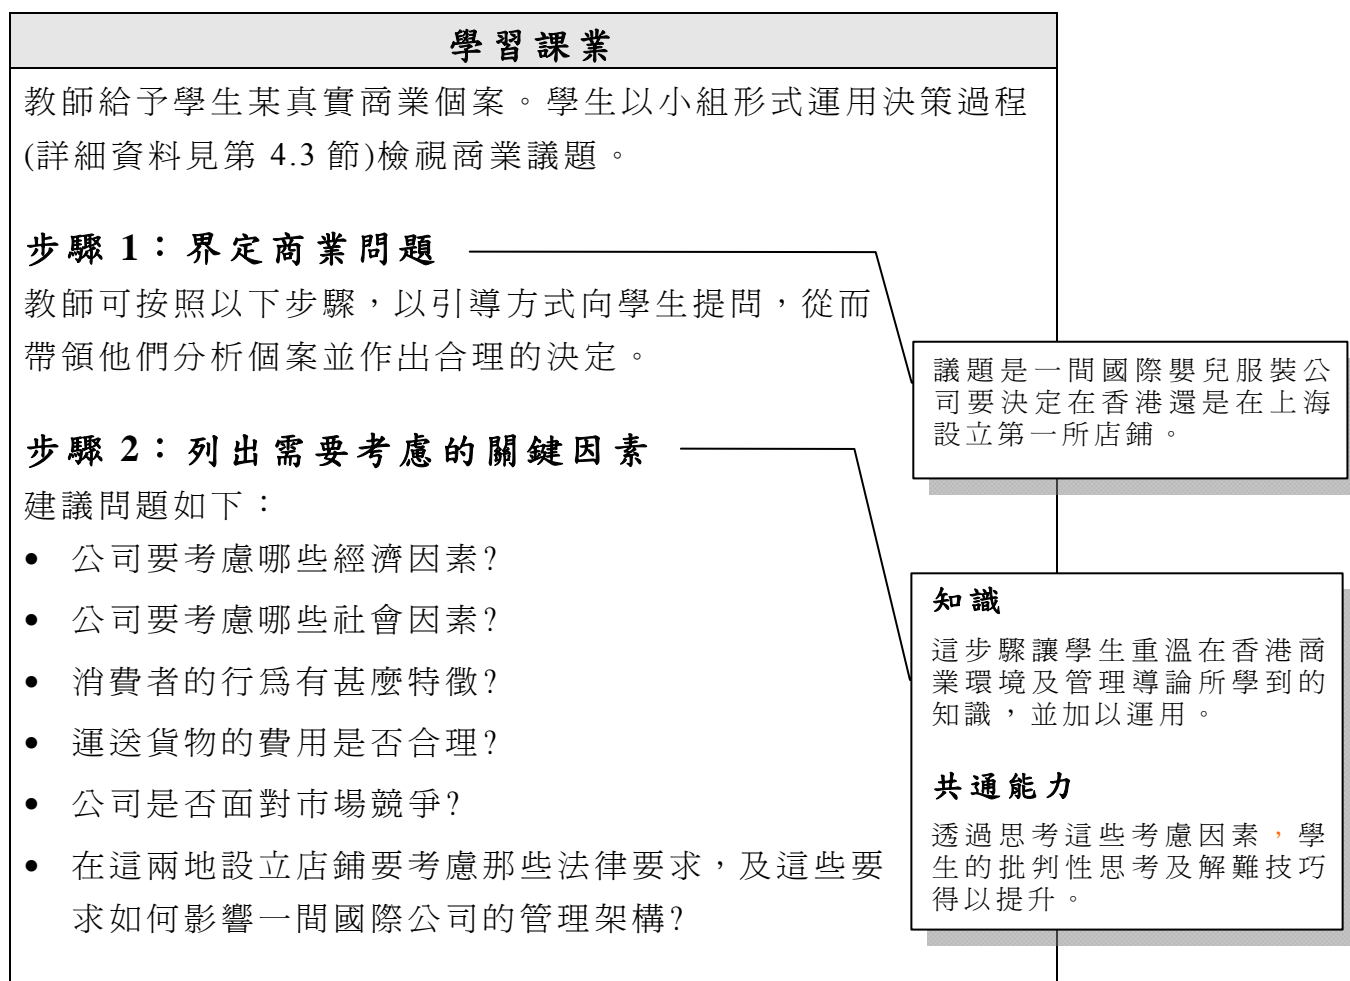 學習課業
教師給予學生某真實商業個案。學生以小組形式運用決策過程
(詳細資料見第 4.3 節)檢視商業議題。
步驟 1：界定商業問題
教師可按照以下步驟，以引導方式向學生提問，從而
帶領他們分析個案並作出合理的決定。
議題是一間國際嬰兒服裝公
司要決定在香港還是在上海
設立第一所店鋪。
步驟 2：列出需要考慮的關鍵因素
建議問題如下：
• 公司要考慮哪些經濟因素?
• 公司要考慮哪些社會因素?
• 消費者的行爲有甚麼特徵?
• 運送貨物的費用是否合理?
• 公司是否面對市場競爭?
• 在這兩地設立店鋪要考慮那些法律要求，及這些要
求如何影響一間國際公司的管理架構?
知識
這步驟讓學生重溫在香港商
業環境及管理導論所學到的
知識，並加以運用。
共通能力
透過思考這些考慮因素，學
生的批判性思考及解難技巧
得以提升。